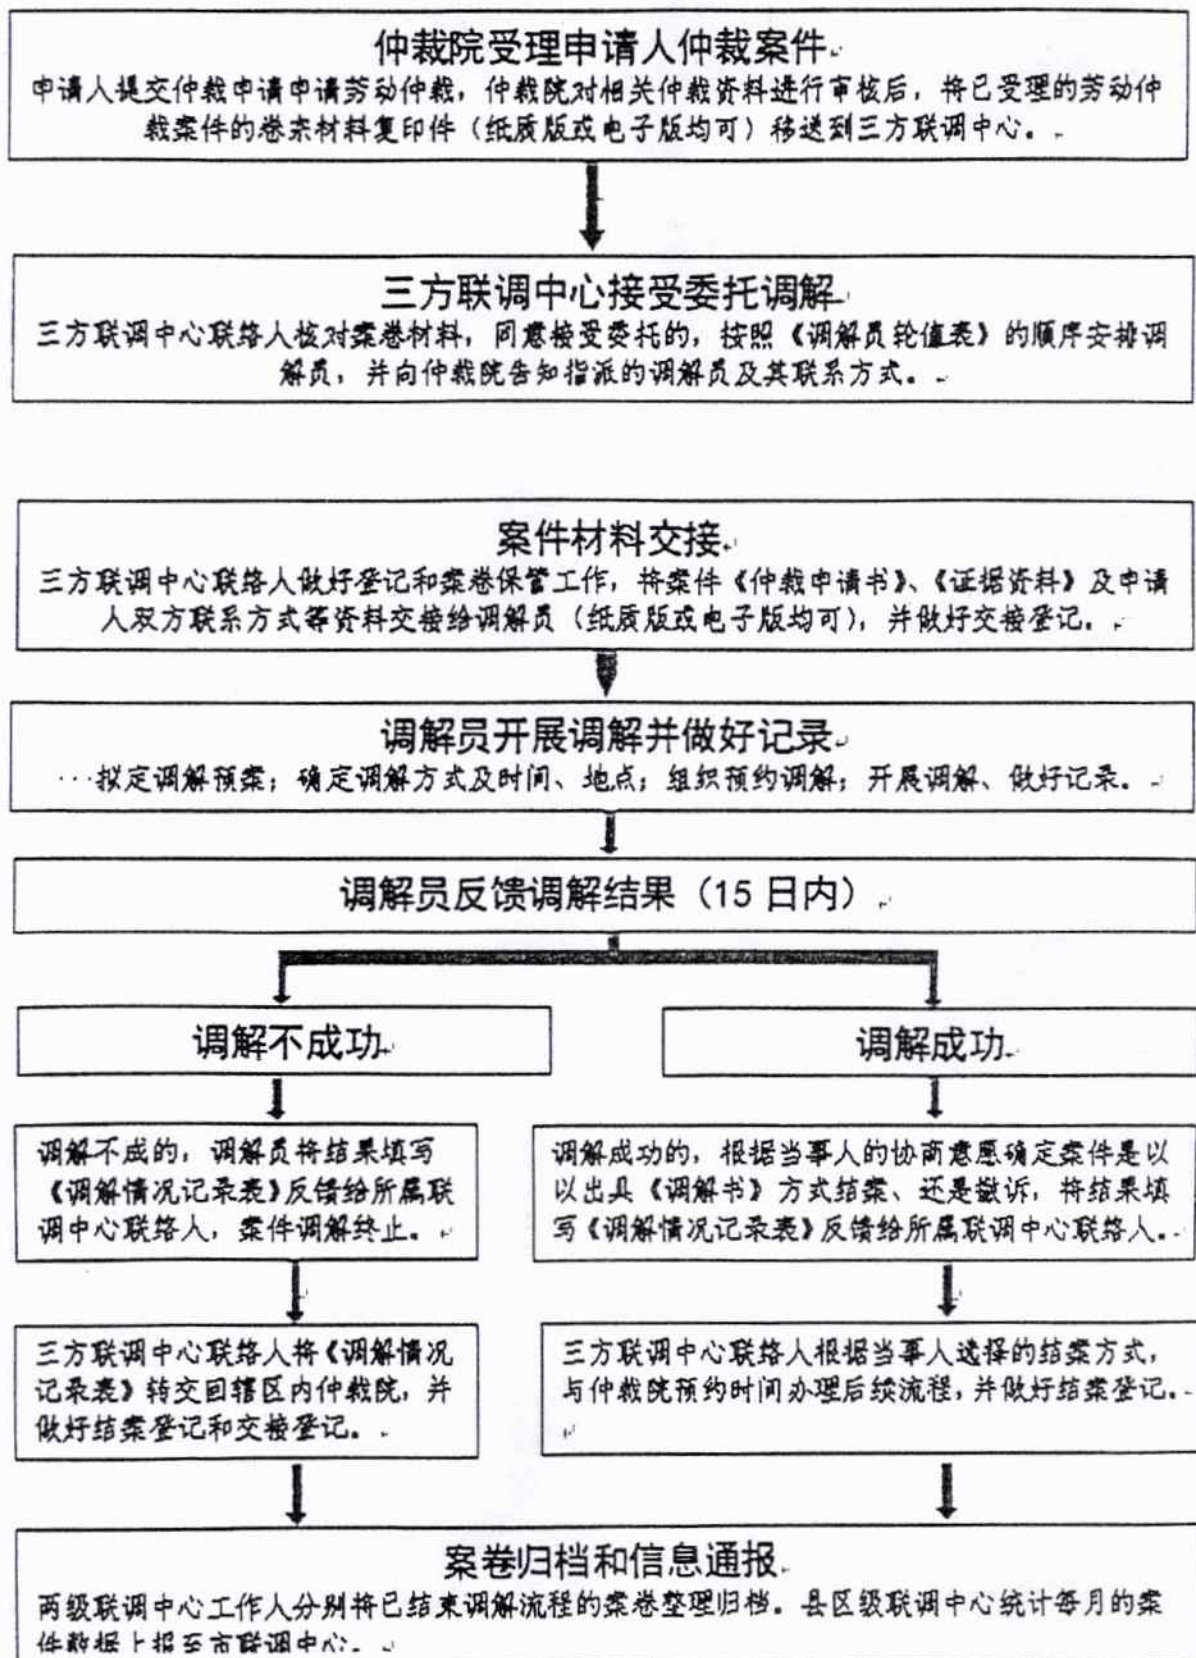 仲裁院受理申请人仲裁案件
申请人提交仲裁申请申请劳动仲裁，仲裁院对相关仲裁资料进行审核后，将已受理的劳动仲
裁案件的卷宗材料复印件（纸质版或电子版均可）移送到三方联调中心。
三方联调中心接受委托调解
三方联调中心联络人核对案卷材料，同意接受委托的，按照《调解员轮值表》的顺序安排调
解员，并向仲裁院告知指派的调解员及其联系方式。
案件材料交接
三方联调中心联络人做好登记和案卷保管工作，将案件《仲裁申请书》、《证据资料》及申请
人双方联系方式等资料交接给调解员（纸质版或电子版均可），并做好交接登记。
调解员开展调解并做好记录
…拟定调解预案；确定调解方式及时间、地点；组织预约调解；开展调解、做好记录。
调解员反馈调解结果（15 日内）
调解不成功
调解成功
调解不成的，调解员将结果填写
《调解情况记录表》反馈给所属联
调中心联络人，案件调解终止。
调解成功的，根据当事人的协商意愿确定案件是以
以出具《调解书》方式结案、还是撤诉，将结果填
写《调解情况记录表》反馈给所属联调中心联络人。
三方联调中心联络人将《调解情况
记录表》转交回辖区内仲裁院，并
做好结案登记和交接登记。
三方联调中心联络人根据当事人选择的结案方式，
与仲裁院预约时间办理后续流程，并做好结案登记。
案卷归档和信息通报
两级联调中心工作人分别将已结束调解流程的案卷整理归档。县区级联调中心统计每月的案
件数据上报至市联调中心。